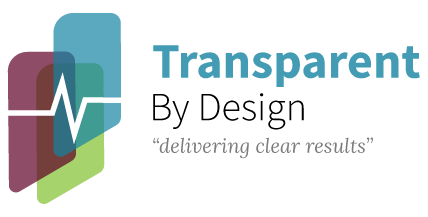 Transparent
By Design
“delivering clear results”